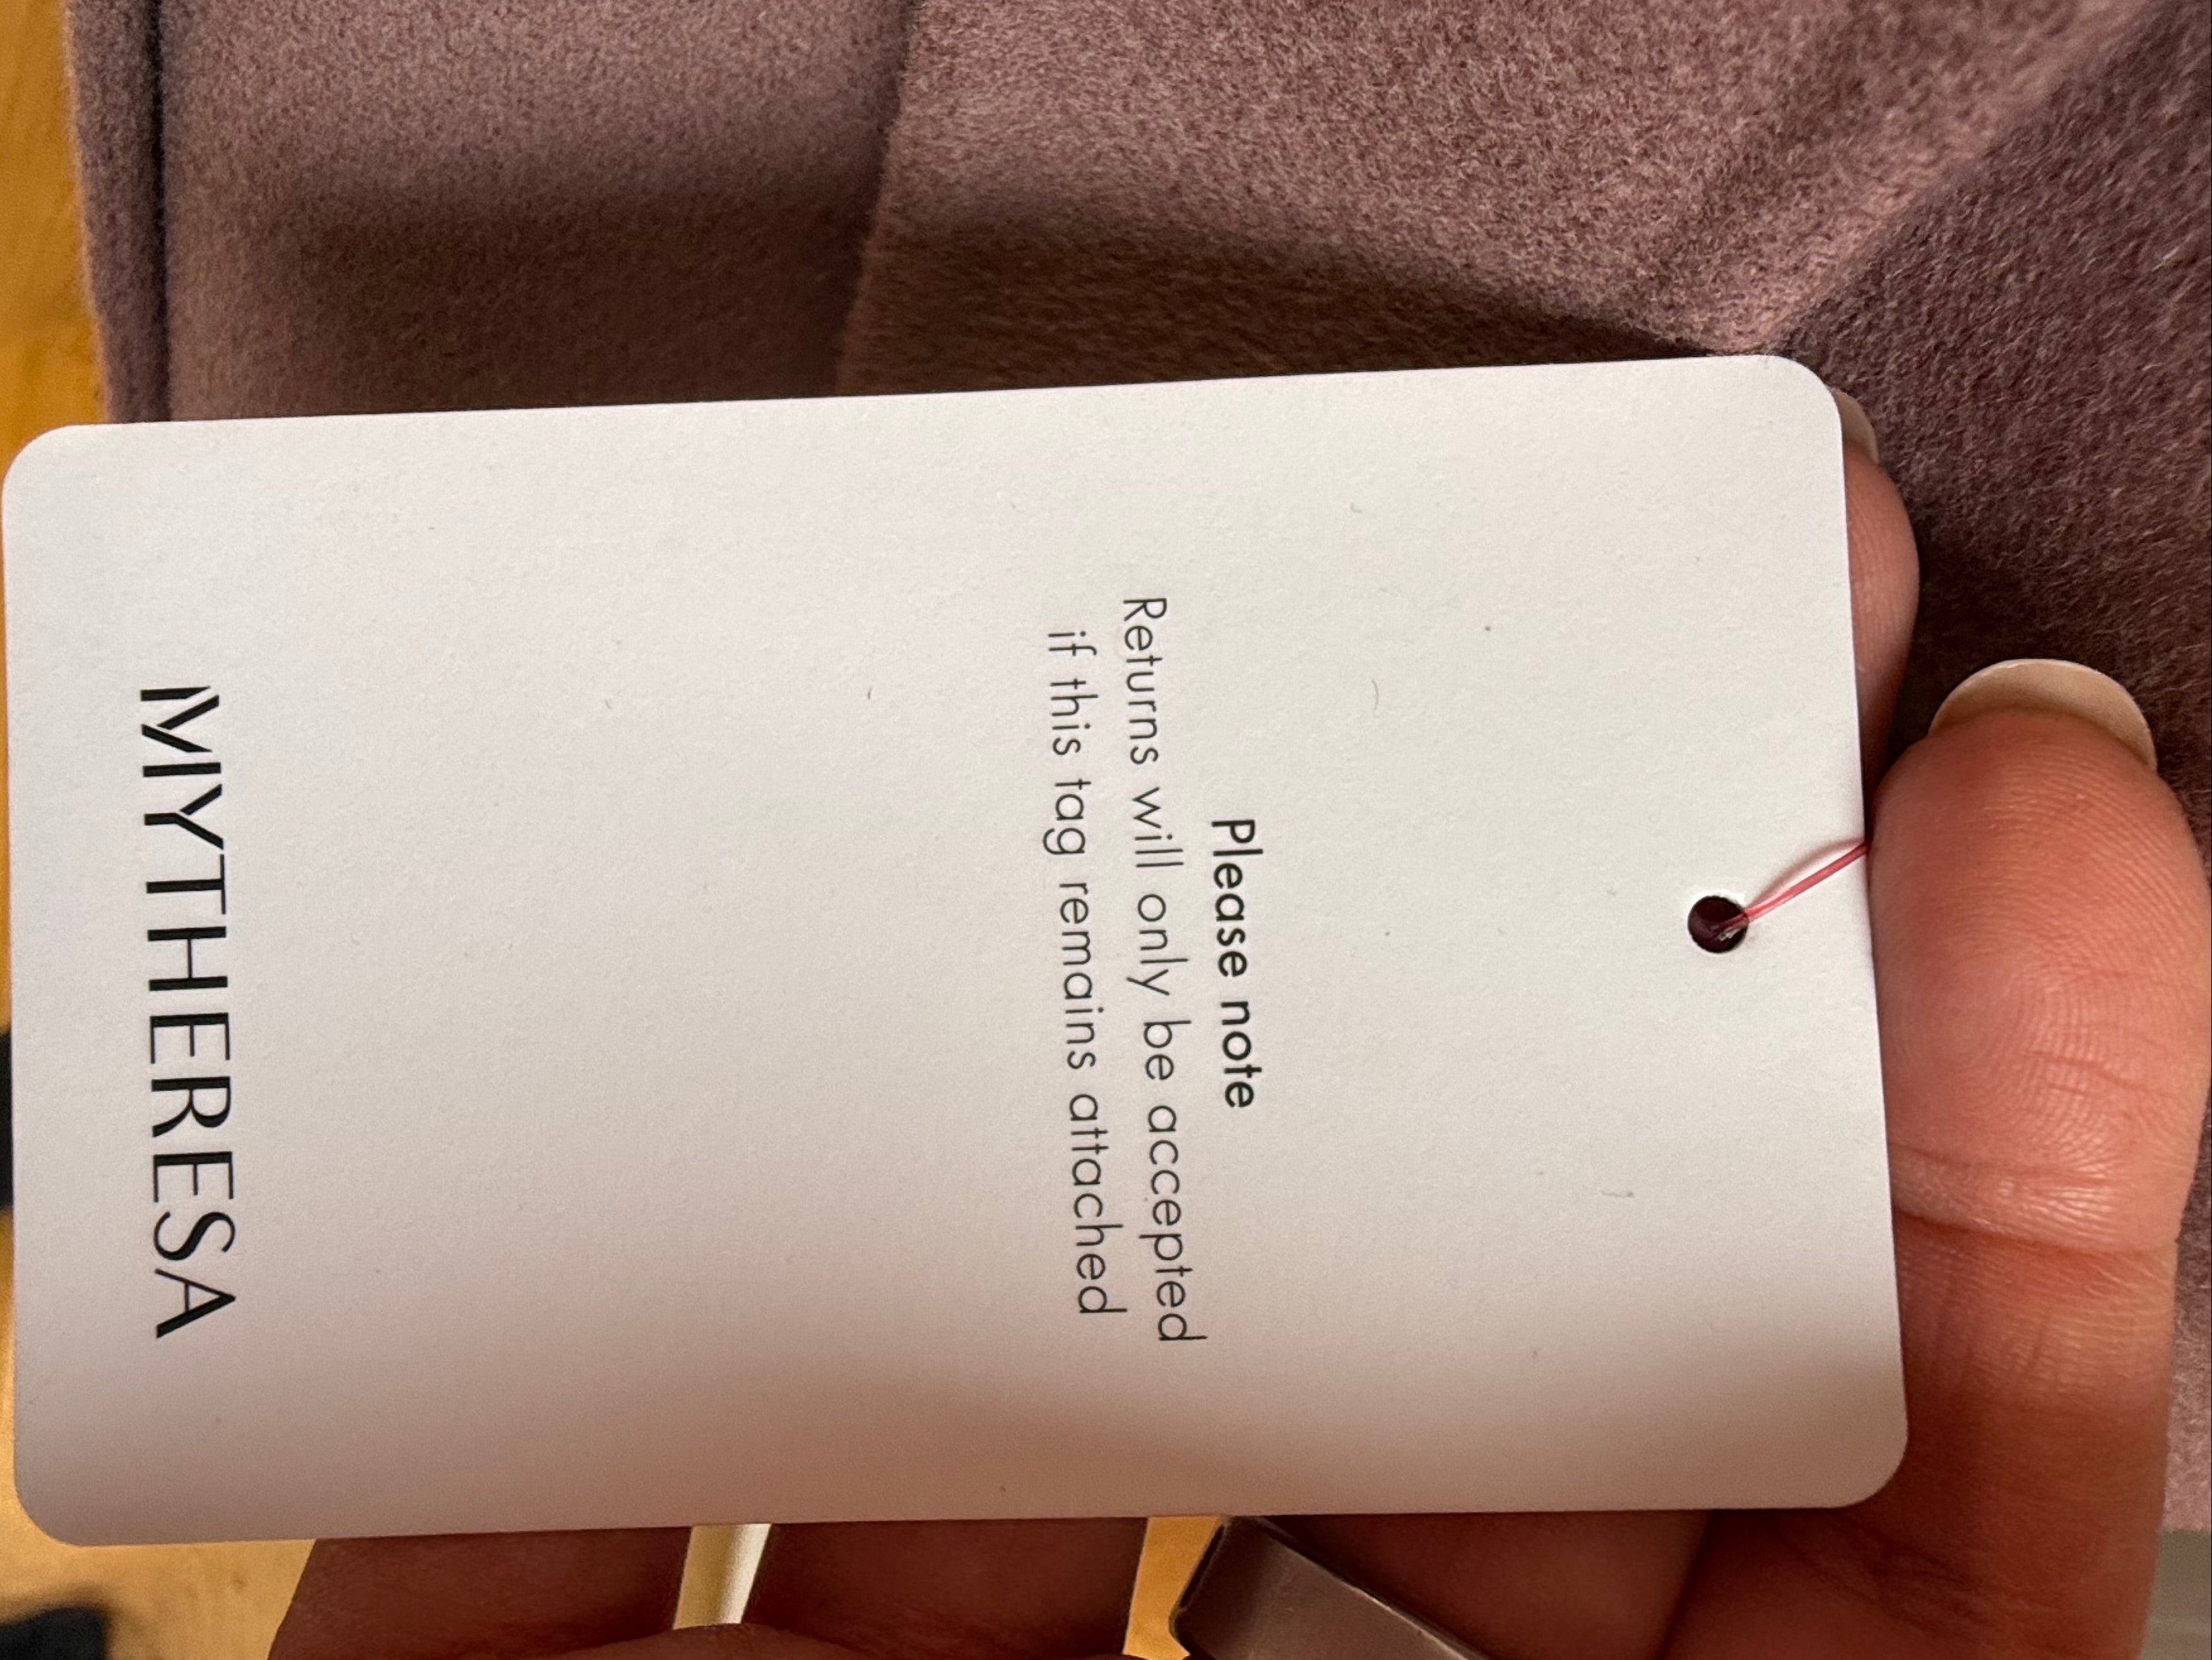 Please note
Returns will only be accepted
if this tag remains attached
MYTHERESA